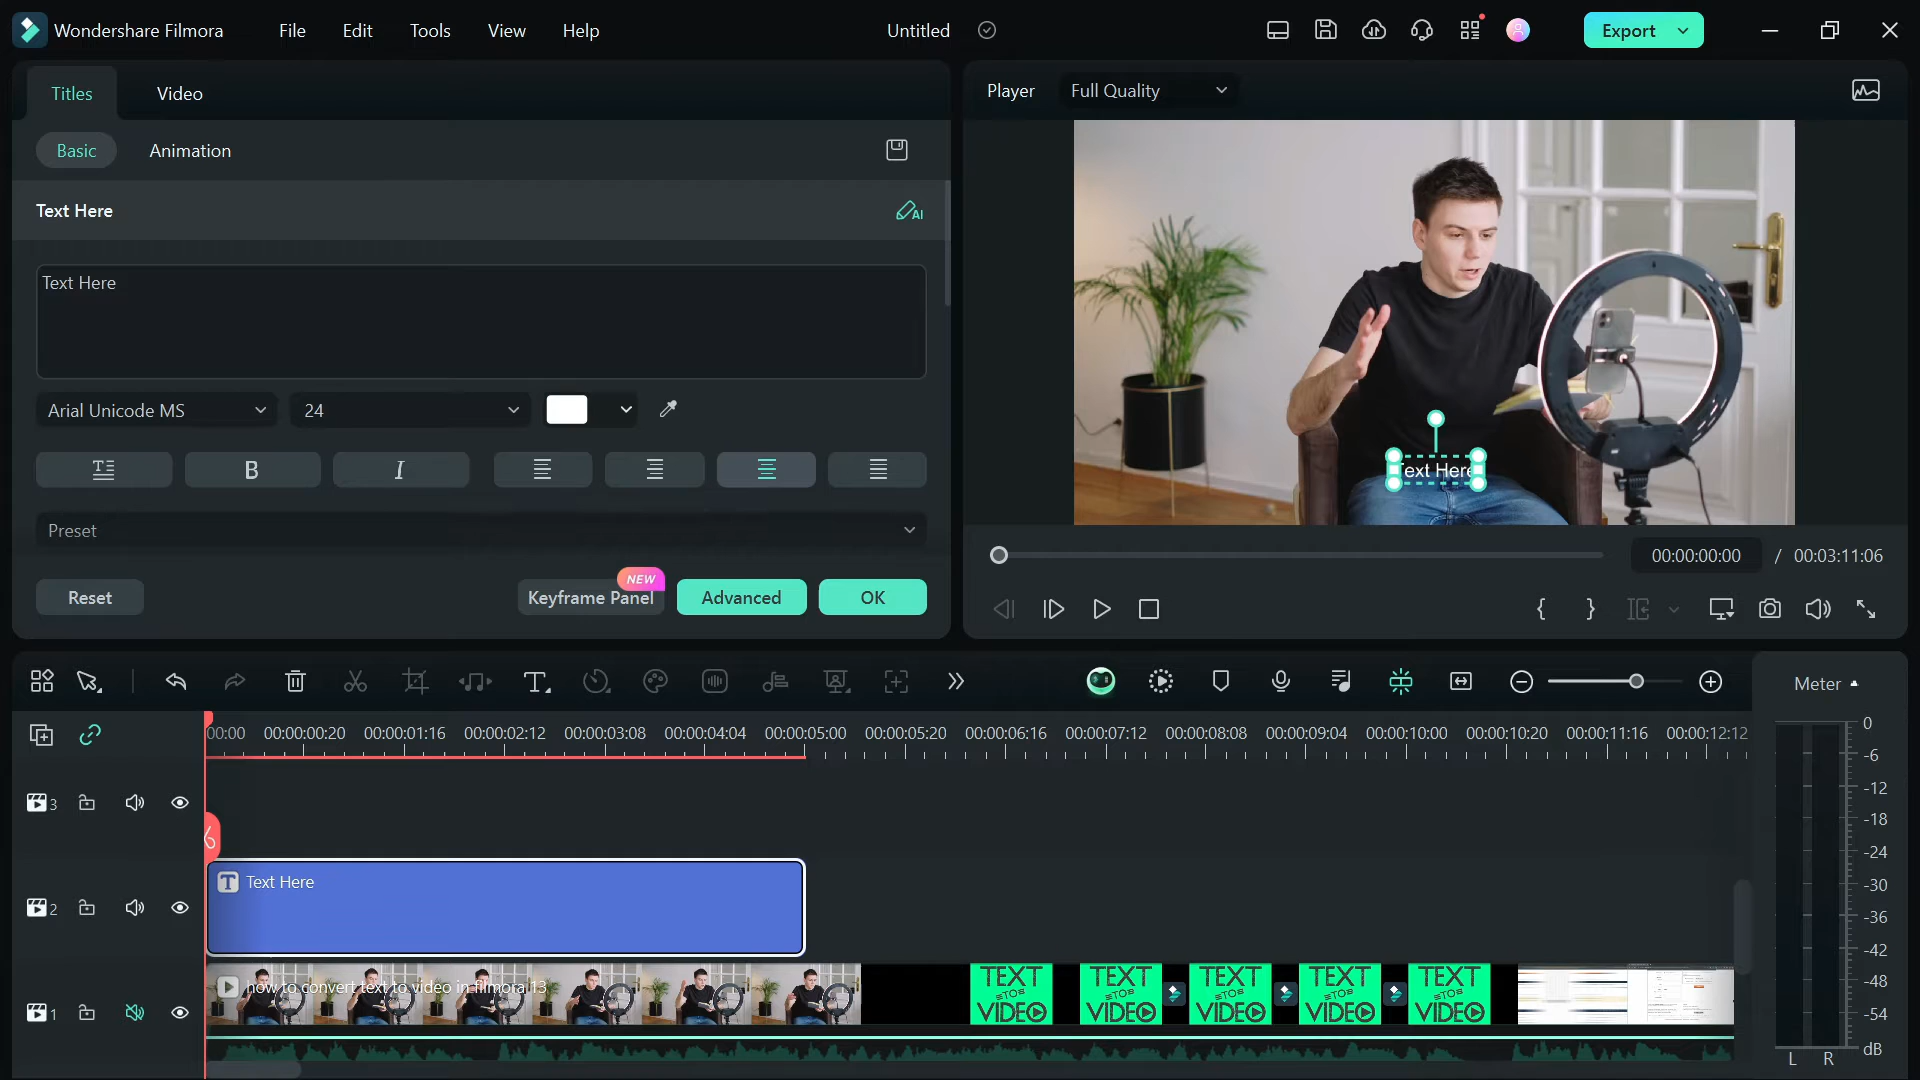 Wondershare Filmora
File
Edit
Tools
View
Help
Untitled
Export
Titles
Video
Basic
Animation
Text Here
AI
Text Here
Arial Unicode MS
24
B
I
Preset
Reset
NEW
Keyframe Panel
Advanced
OK
Player
Full Quality
Text Here
00:00:00:00
/
00:03:11:06
Meter
00:00
00:00:00:20
00:00:01:16
00:00:02:12
00:00:03:08
00:00:04:04
00:00:05:00
00:00:05:20
00:00:06:16
00:00:07:12
00:00:08:08
00:00:09:04
00:00:10:00
00:00:10:20
00:00:11:16
00:00:12:12
3
T Text Here
2
how to convert text to video in filmora 13
TEXT
TO
VIDEO
TEXT
TO
VIDEO
TEXT
TO
VIDEO
TEXT
TO
VIDEO
TEXT
TO
VIDEO
1
0
-6
-12
-18
-24
-30
-36
-42
-48
-54
dB
L
R